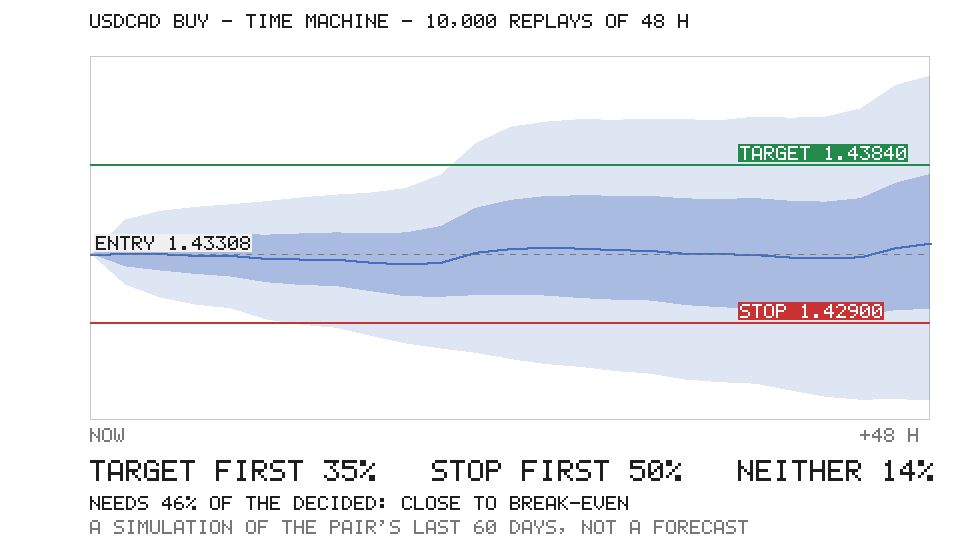 USDCAD BUY - TIME MACHINE - 10,000 REPLAYS OF 48 H
TARGET 1.43840
ENTRY 1.43308
STOP 1.42900
NOW +48 H
TARGET FIRST 35% STOP FIRST 50% NEITHER 14%
NEEDS 46% OF THE DECIDED: CLOSE TO BREAK-EVEN
A SIMULATION OF THE PAIR'S LAST 60 DAYS, NOT A FORECAST